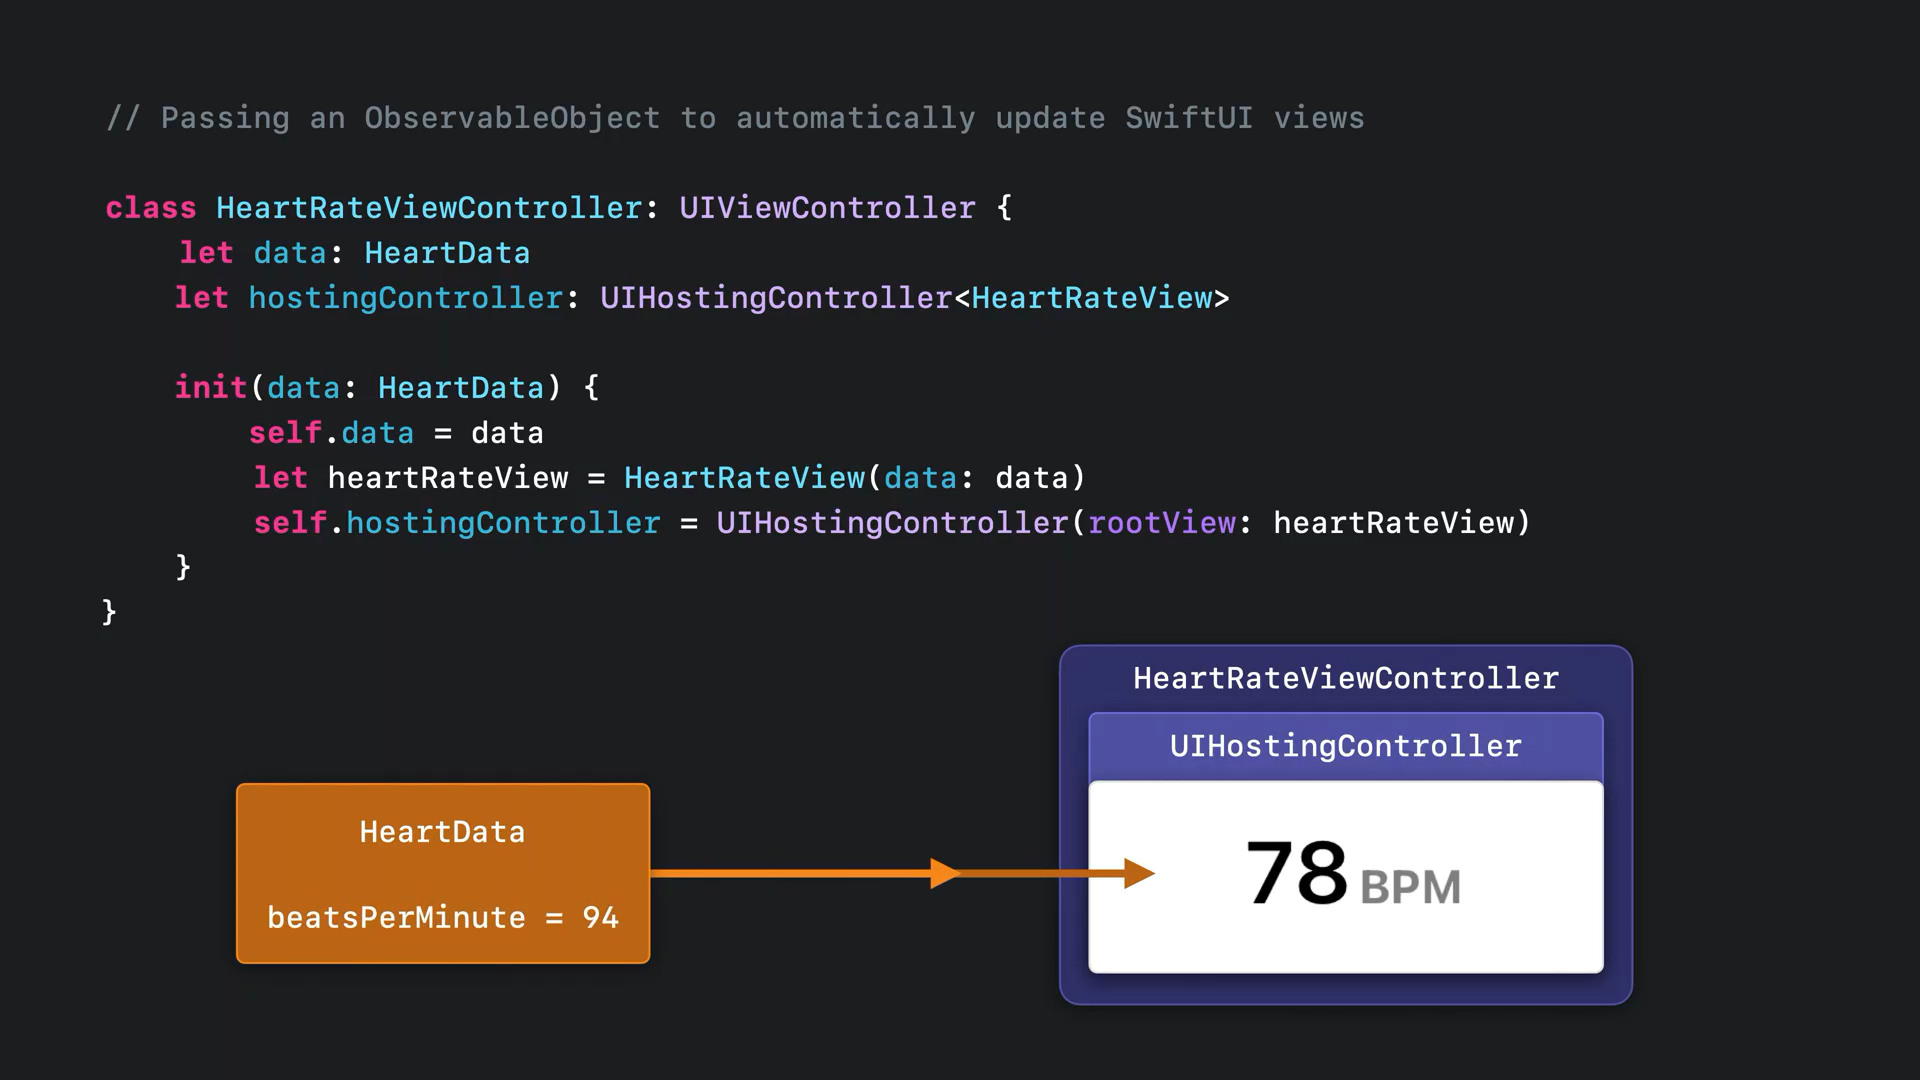 // Passing an ObservableObject to automatically update SwiftUI views
class HeartRateViewController: UIViewController {
let data: HeartData
let hostingController: UIHostingController<HeartRateView>
init(data: HeartData) {
self.data = data
let heartRateView = HeartRateView(data: data)
self.hostingController = UIHostingController(rootView: heartRateView)
}
}
HeartRateViewController
UIHostingController
HeartData
beatsPerMinute = 94
78 BPM